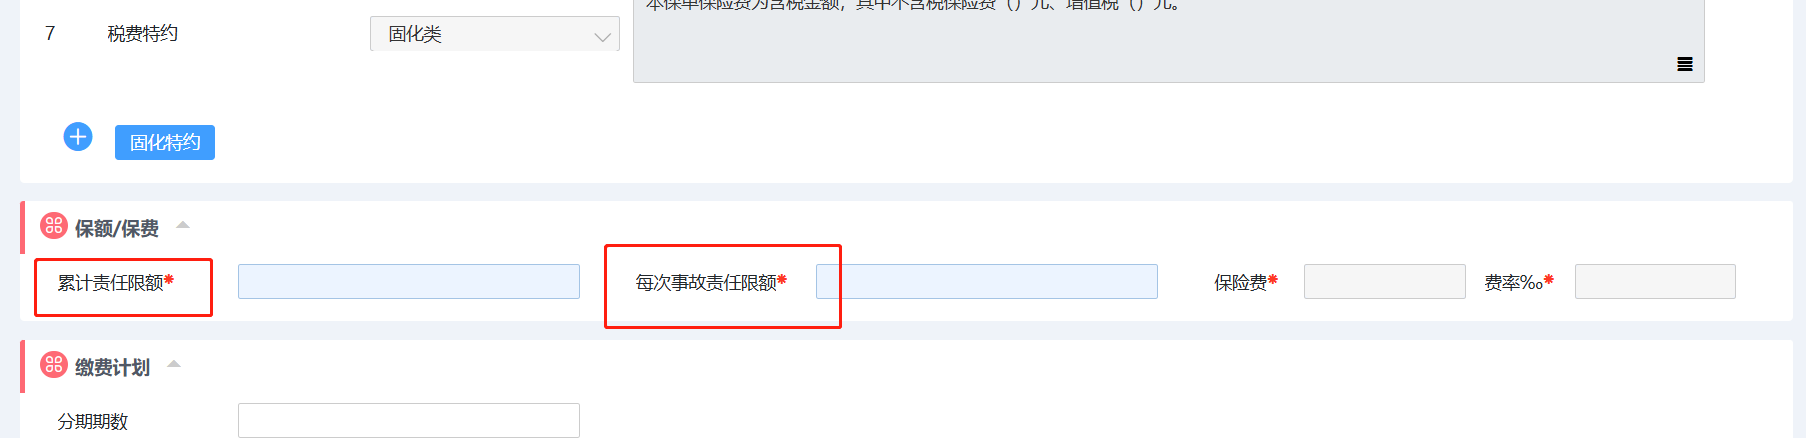 本保单保险费为含税金额，其中不含税保险费（）元、增值税（）元。
7 税费特约 固化类
固化特约
保额/保费
累计责任限额* 每次事故责任限额* 保险费* 费率‰*
缴费计划
分期期数